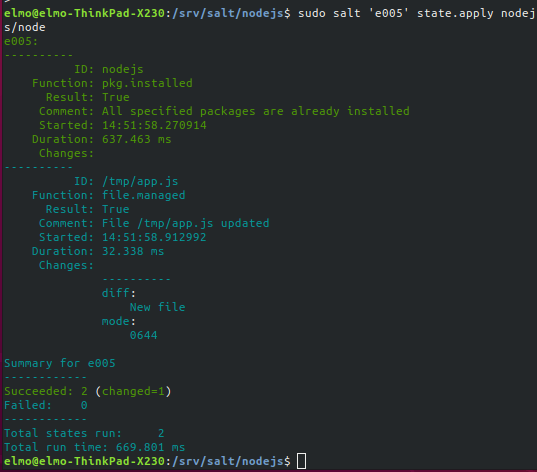 >
elmo@elmo-ThinkPad-X230:/srv/salt/nodejs$ sudo salt 'e005' state.apply nodej
s/node
e005:
----------
          ID: nodejs
    Function: pkg.installed
      Result: True
     Comment: All specified packages are already installed
     Started: 14:51:58.270914
    Duration: 637.463 ms
     Changes:
----------
          ID: /tmp/app.js
    Function: file.managed
      Result: True
     Comment: File /tmp/app.js updated
     Started: 14:51:58.912992
    Duration: 32.338 ms
     Changes:
              ----------
              diff:
                  New file
              mode:
                  0644

Summary for e005
------------
Succeeded: 2 (changed=1)
Failed:    0
------------
Total states run:     2
Total run time: 669.801 ms
elmo@elmo-ThinkPad-X230:/srv/salt/nodejs$